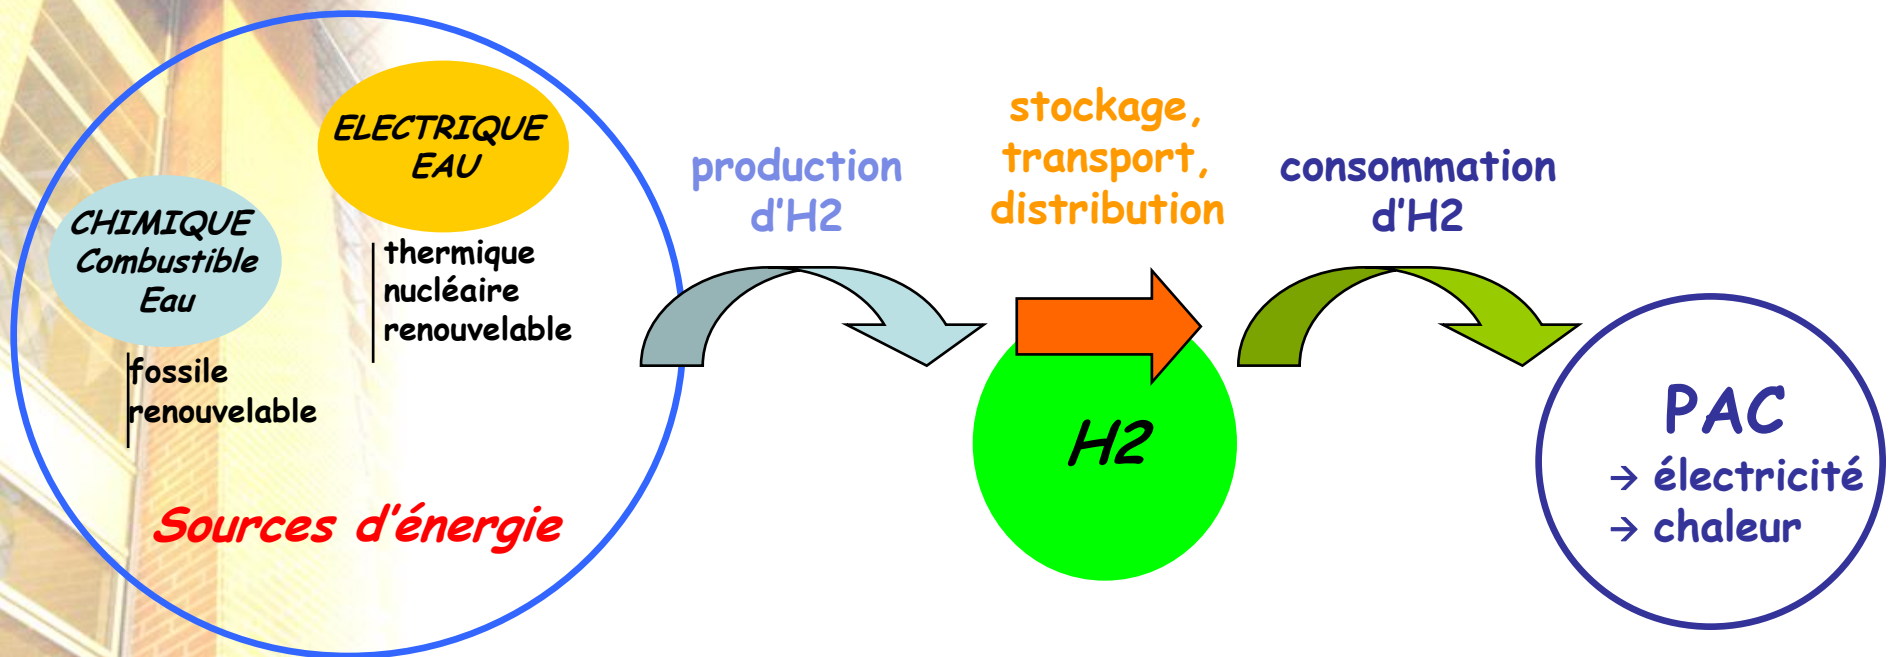 ELECTRIQUE
EAU
thermique
nucléaire
renouvelable
CHIMIQUE
Combustible
Eau
fossile
renouvelable
Sources d'énergie
production
d'H2
stockage,
transport,
distribution
H2
consommation
d'H2
PAC
→ électricité
→ chaleur